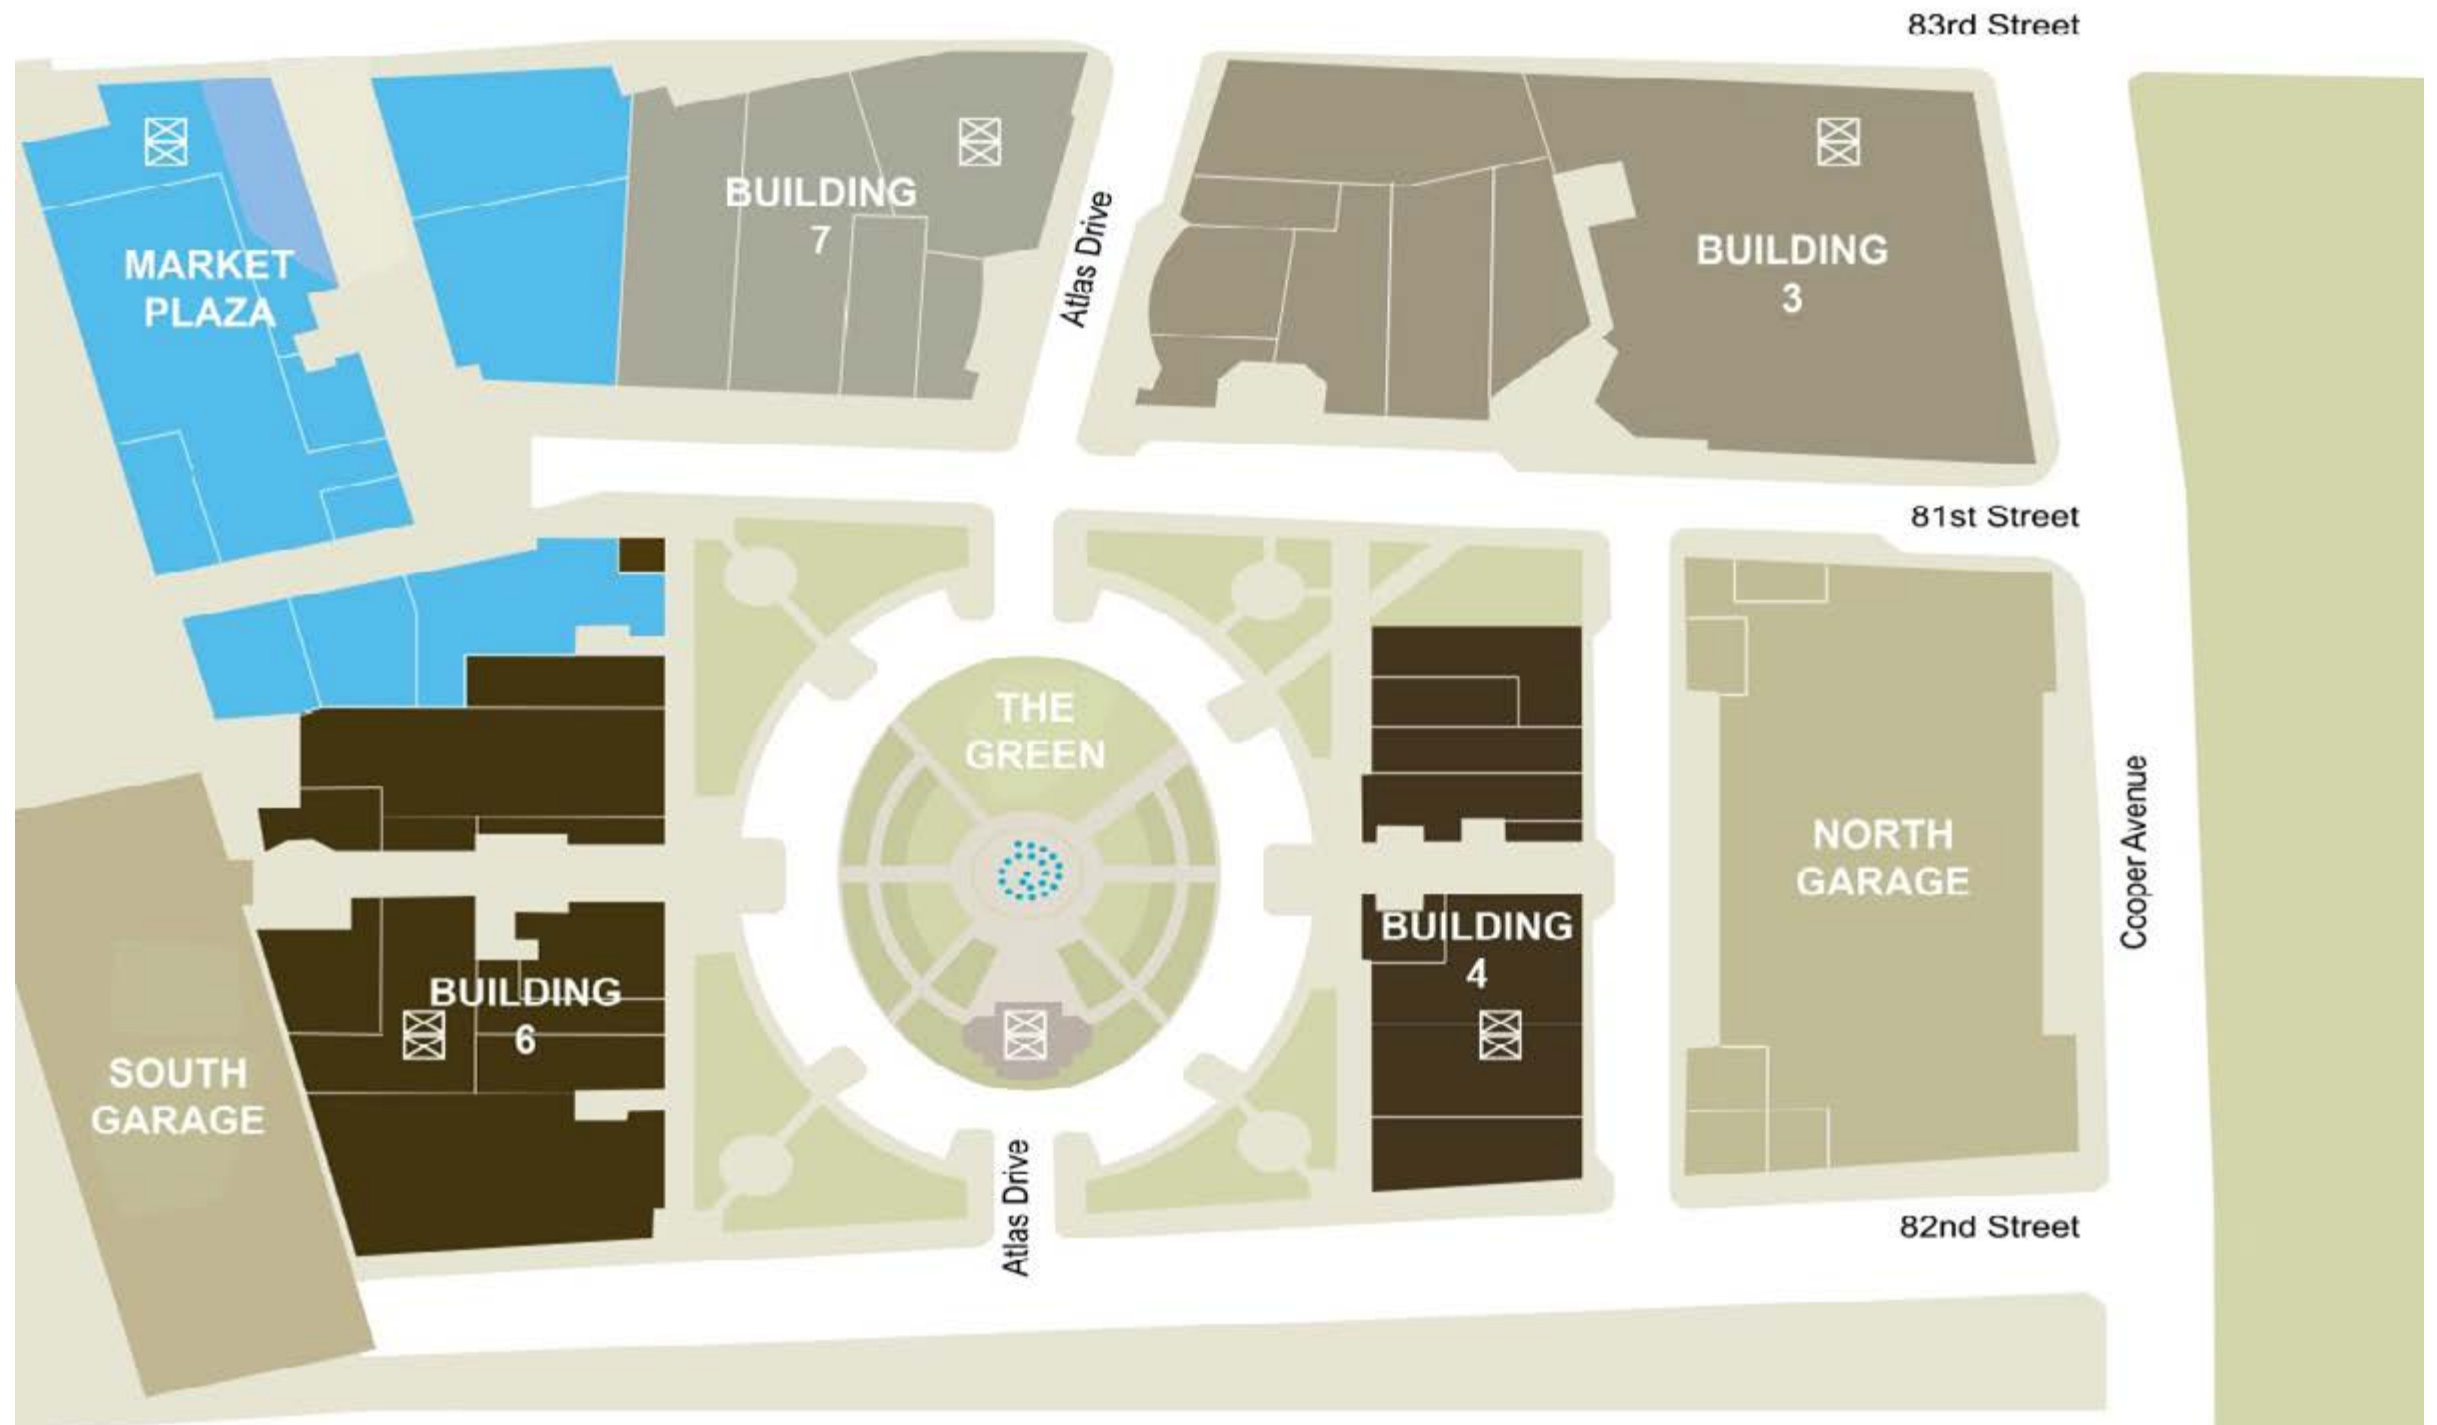 83rd Street
BUILDING
7
Atlas Drive
MARKET
PLAZA
BUILDING
3
81st Street
THE
GREEN
NORTH
GARAGE
Cooper Avenue
BUILDING
4
BUILDING
6
SOUTH
GARAGE
Atlas Drive
82nd Street